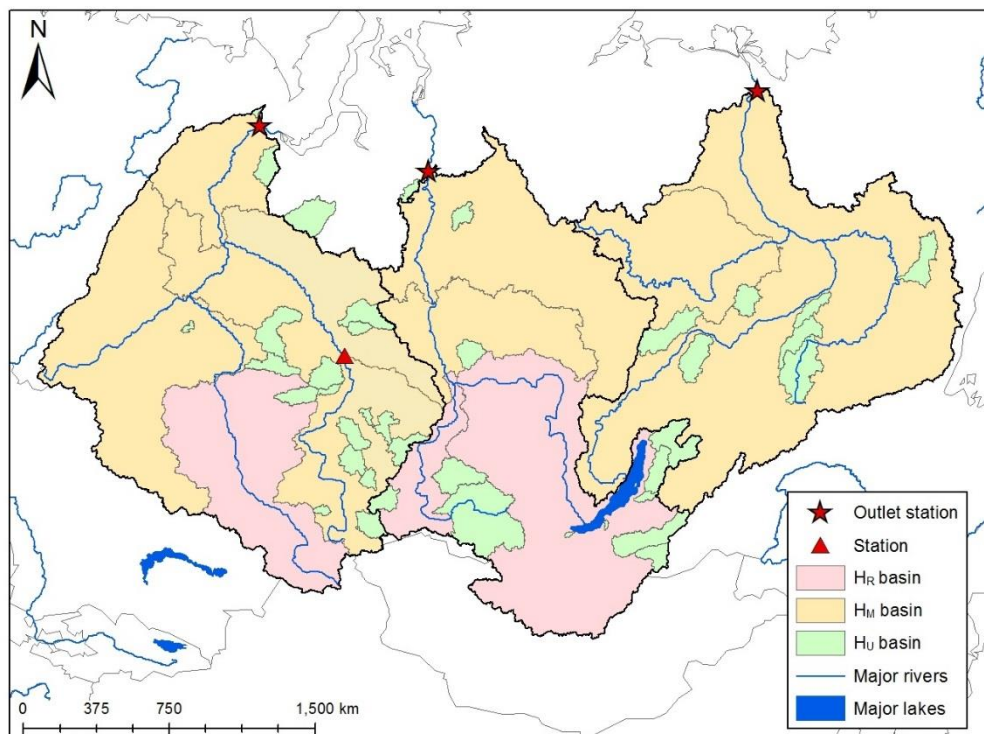 N
Outlet station
Station
HR basin
HM basin
HU basin
Major rivers
Major lakes
0 375 750 1,500 km